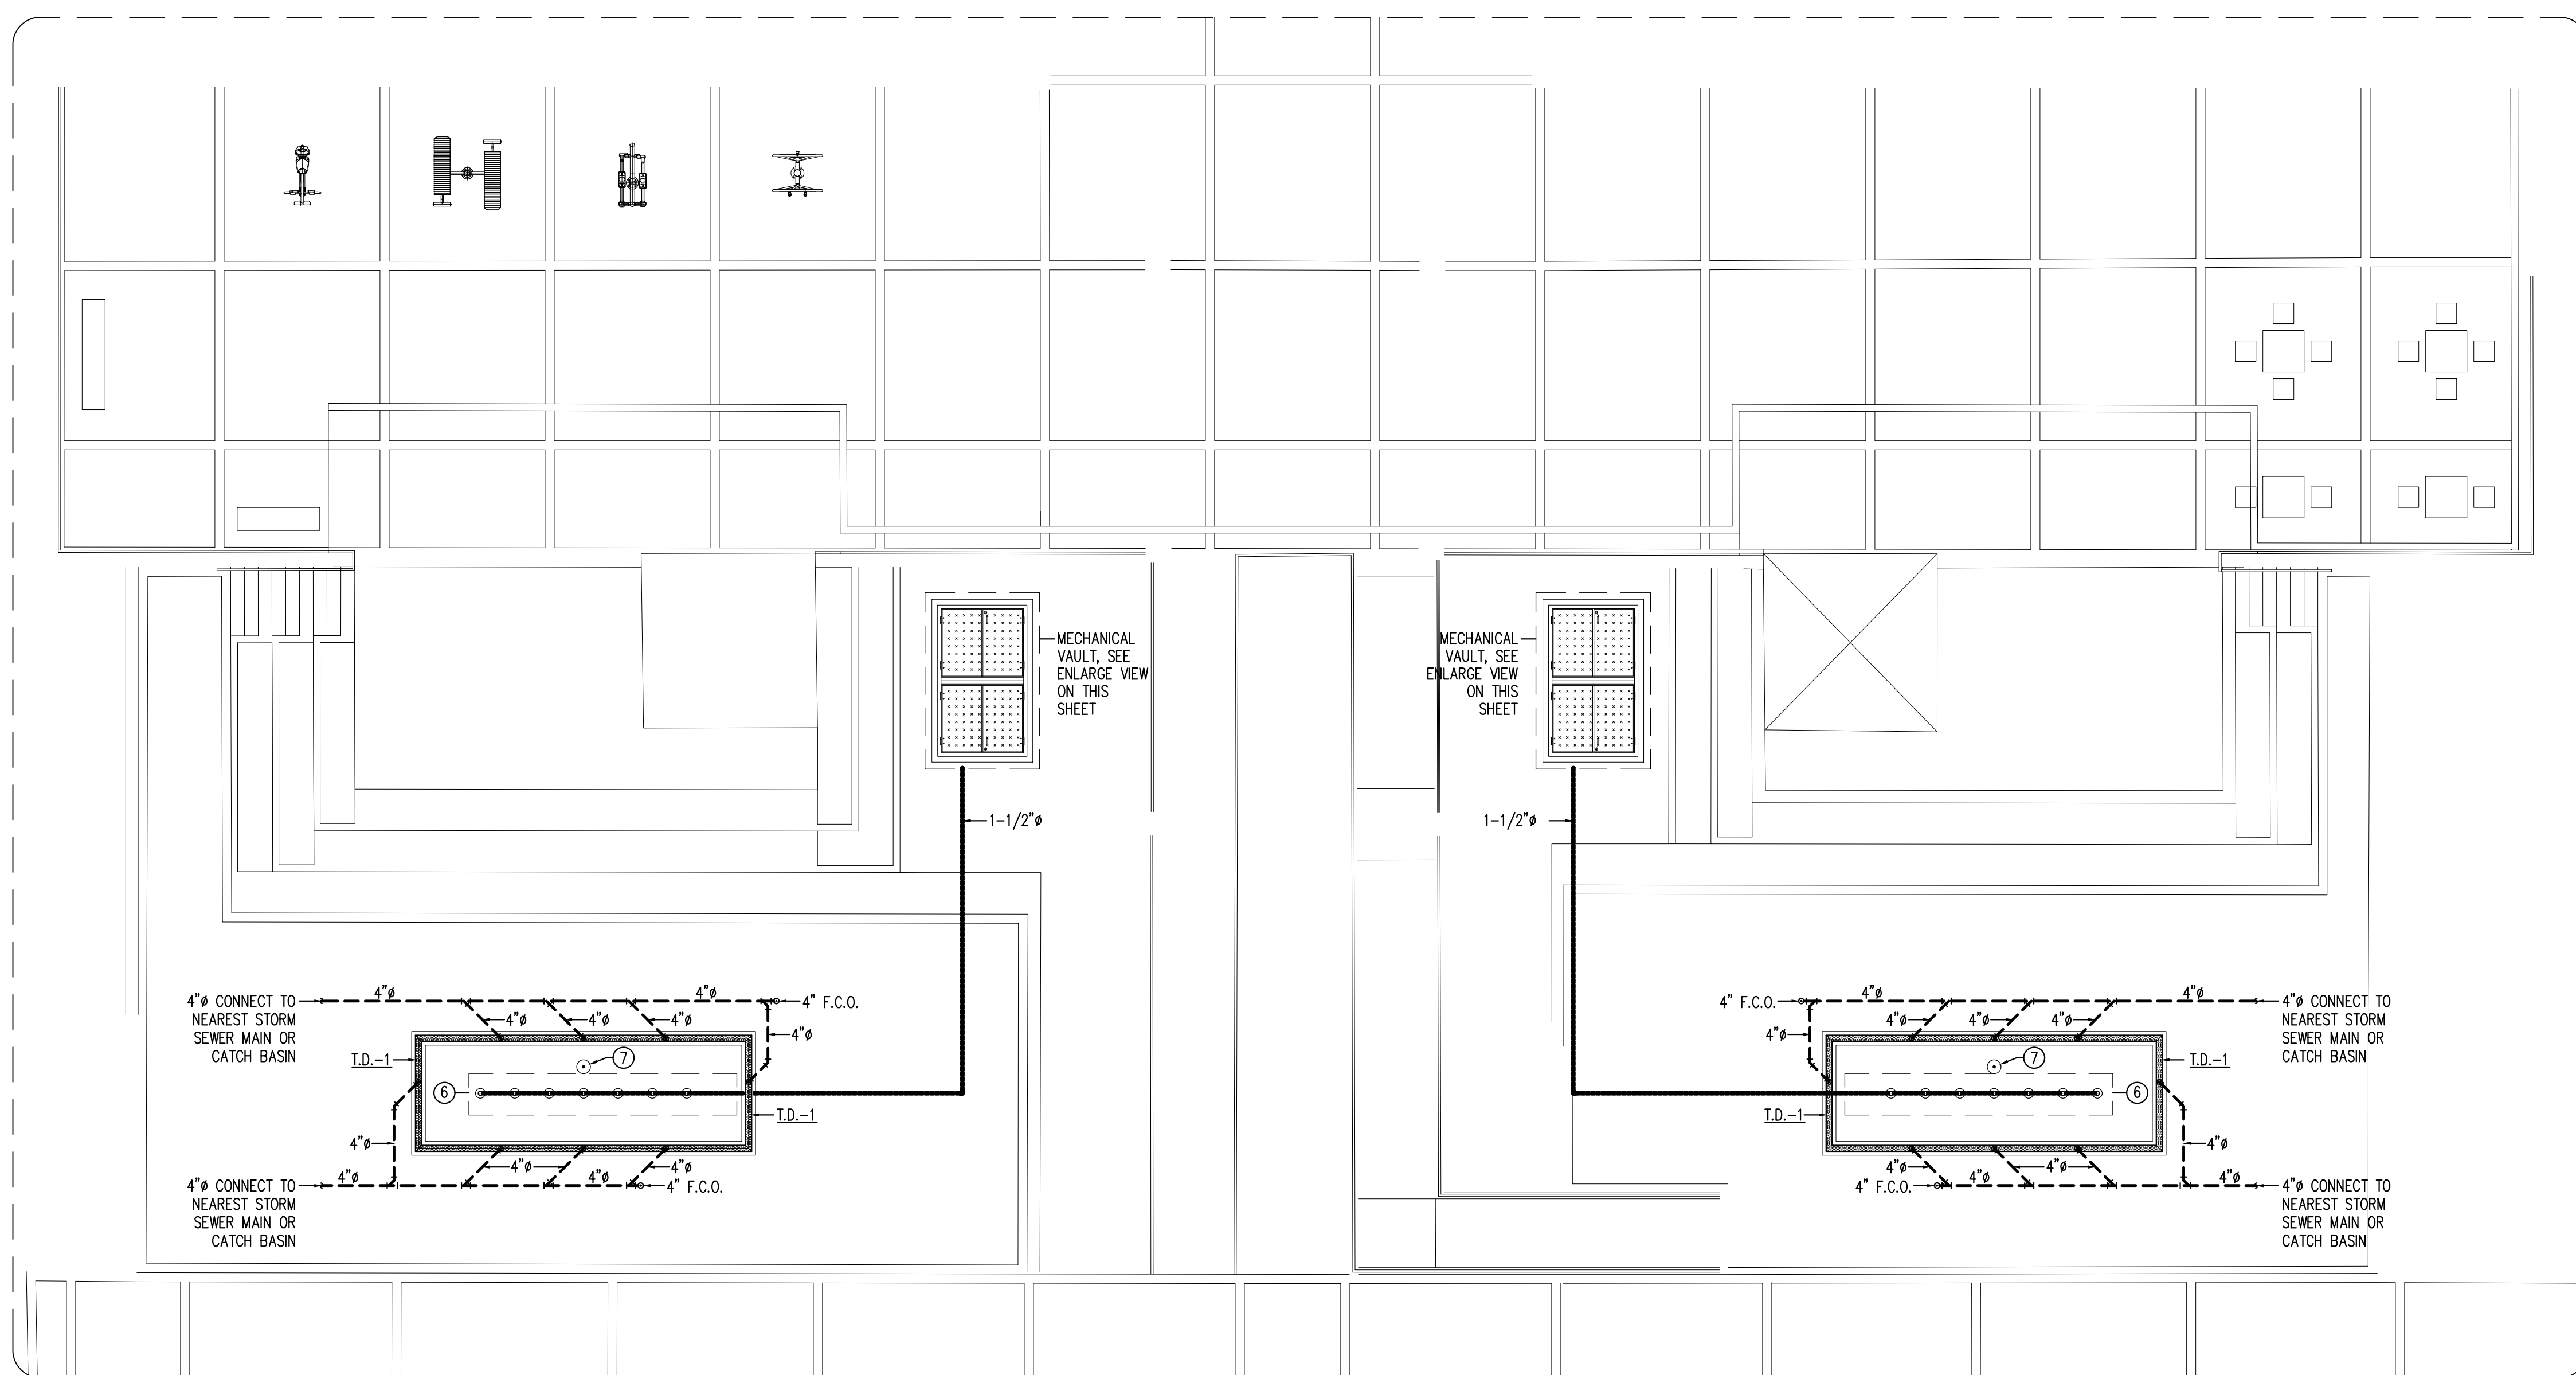 MECHANICAL
VAULT, SEE
ENLARGE VIEW
ON THIS
SHEET
MECHANICAL
VAULT, SEE
ENLARGE VIEW
ON THIS
SHEET
1-1/2"ø
1-1/2"ø
4"ø CONNECT TO
NEAREST STORM
SEWER MAIN OR
CATCH BASIN
4"ø
4"ø
4" F.C.O.
4"ø
4"ø
4"ø
4"ø
T.D.-1
7
6
T.D.-1
4"ø
4"ø
4"ø
4"ø CONNECT TO
NEAREST STORM
SEWER MAIN OR
CATCH BASIN
4"ø
4"ø
4" F.C.O.
4" F.C.O.
4"ø
4"ø
4"ø CONNECT TO
NEAREST STORM
SEWER MAIN OR
CATCH BASIN
4"ø
4"ø
4"ø
4"ø
T.D.-1
7
6
T.D.-1
4"ø
4"ø
4"ø
4" F.C.O.
4"ø
4"ø
4"ø CONNECT TO
NEAREST STORM
SEWER MAIN OR
CATCH BASIN